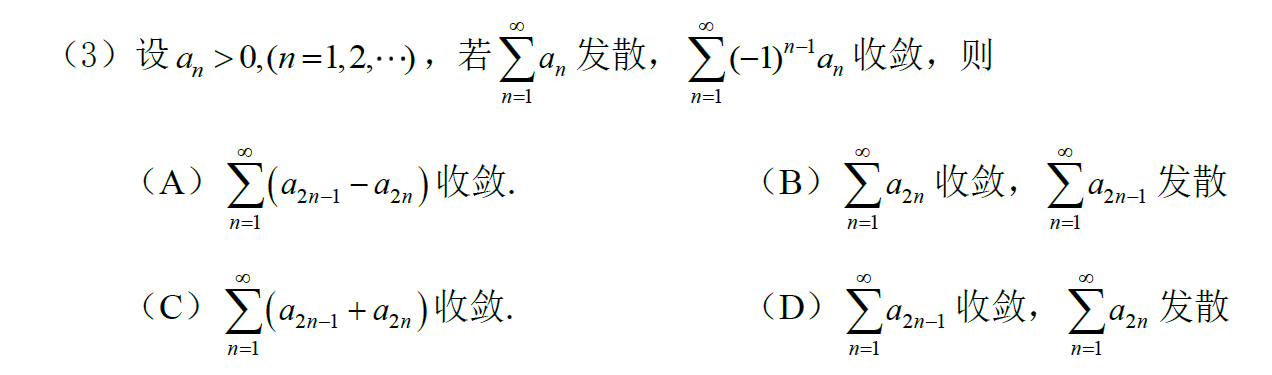 （3）设 $a_n > 0, (n=1,2,\cdots)$，若 $\sum_{n=1}^{\infty} a_n$ 发散，$\sum_{n=1}^{\infty} (-1)^{n-1} a_n$ 收敛，则
（A）$\sum_{n=1}^{\infty} (a_{2n-1} - a_{2n})$ 收敛. （B）$\sum_{n=1}^{\infty} a_{2n}$ 收敛，$\sum_{n=1}^{\infty} a_{2n-1}$ 发散
（C）$\sum_{n=1}^{\infty} (a_{2n-1} + a_{2n})$ 收敛. （D）$\sum_{n=1}^{\infty} a_{2n-1}$ 收敛，$\sum_{n=1}^{\infty} a_{2n}$ 发散